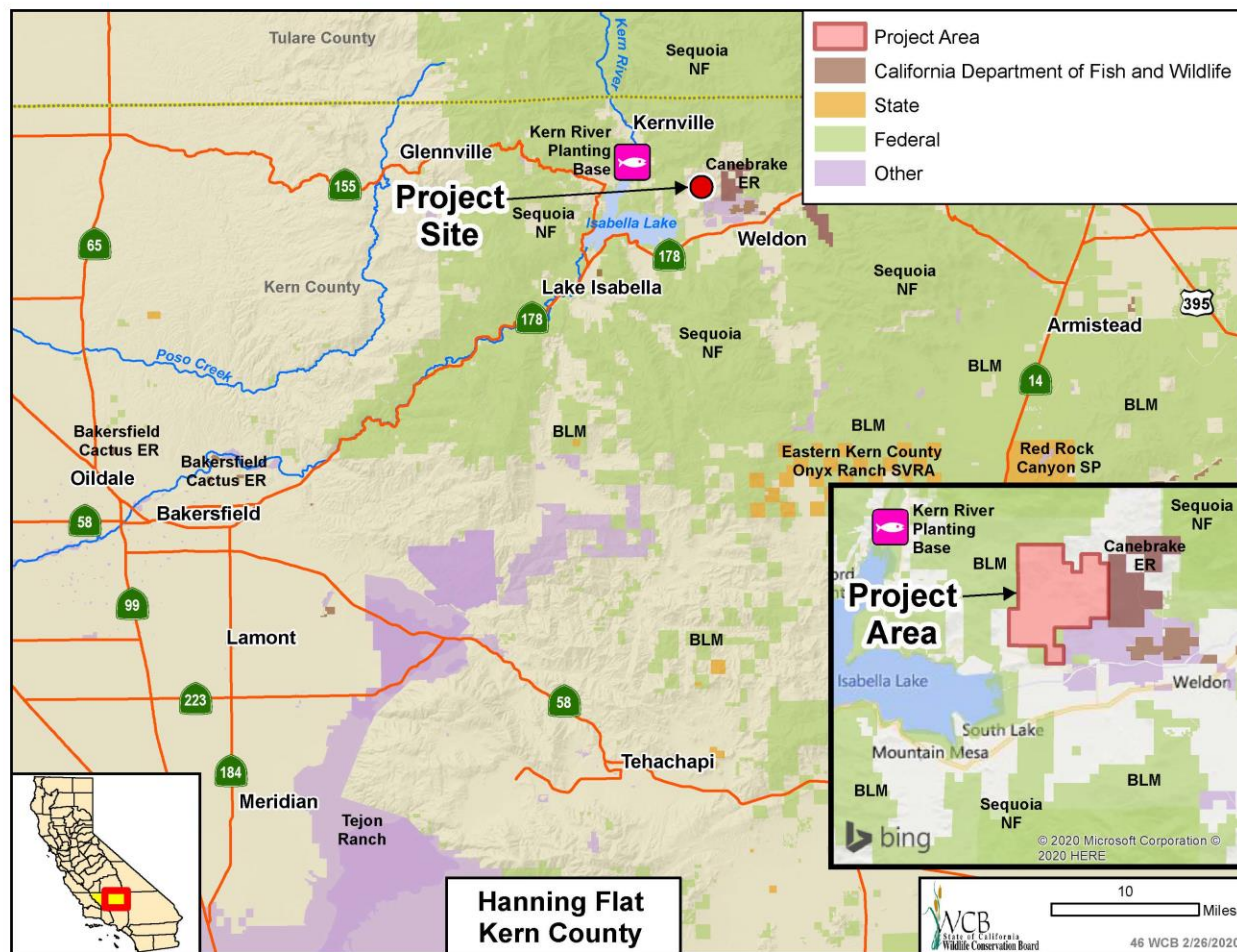 Tulare County
Kern River
Sequoia
NF
Project Area
California Department of Fish and Wildlife
State
Federal
Other
Kernville
Kern River
Planting
Base
Glennville
Canebrake
ER
155
Project
Site
Sequoia
NF
Isabella Lake
Weldon
178
65
Kern County
Lake Isabella
178
Sequoia
NF
395
Sequoia
NF
Armistead
Poso Creek
BLM
14
BLM
BLM
BLM
Bakersfield
Cactus ER
Bakersfield
Cactus ER
Eastern Kern County
Onyx Ranch SVRA
Red Rock
Canyon SP
Oildale
58
Bakersfield
99
Lamont
BLM
223
58
184
Meridian
Tehachapi
Tejon
Ranch
Kern River
Planting
Base
Sequoia
NF
BLM
Canebrake
ER
Project
Area
Isabella Lake
Weldon
South Lake
Mountain Mesa
BLM
BLM
Sequoia
NF
bing
© 2020 Microsoft Corporation ©
2020 HERE
Hanning Flat
Kern County
WCB
State of California
Wildlife Conservation Board
10
Miles
46 WCB 2/26/2020